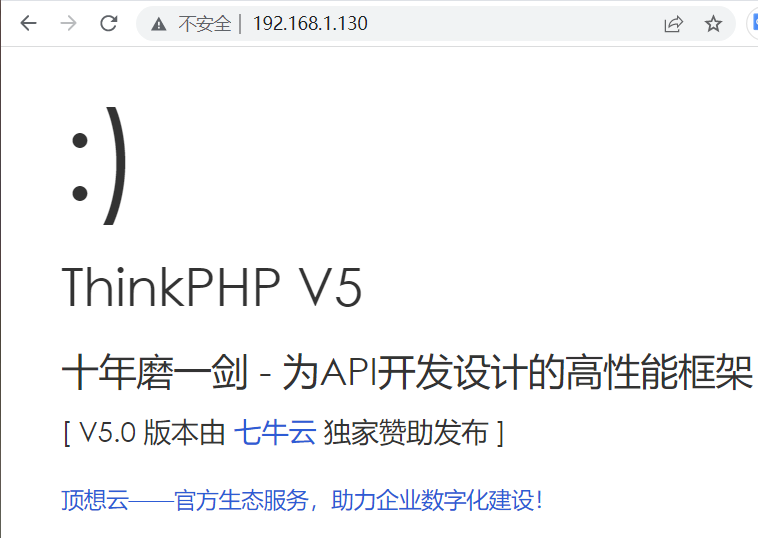 不安全 | 192.168.1.130
:)
ThinkPHP V5
十年磨一剑 - 为API开发设计的高性能框架
[ V5.0 版本由 七牛云 独家赞助发布 ]
顶想云——官方生态服务，助力企业数字化建设！